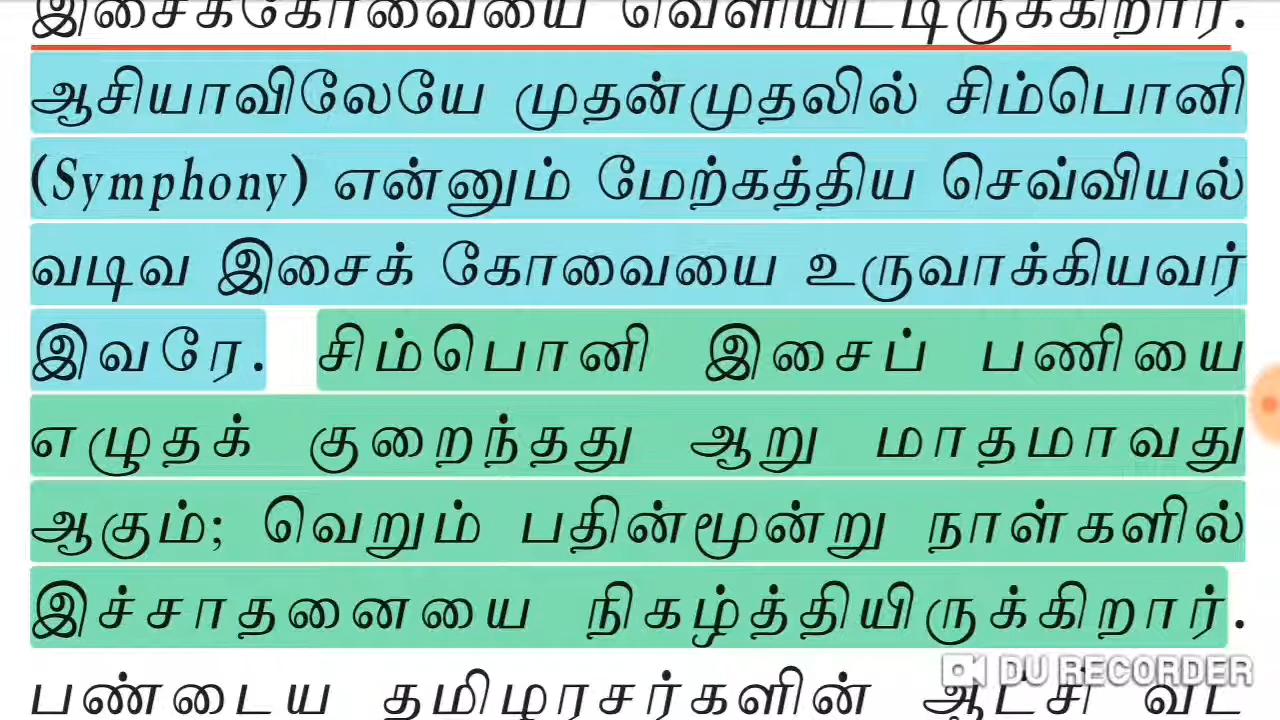 இசைக்கோவையை வெளியிட்டிருக்கிறார்.
ஆசியாவிலேயே முதன்முதலில் சிம்பொனி
(Symphony) என்னும் மேற்கத்திய செவ்வியல்
வடிவ இசைக் கோவையை உருவாக்கியவர்
இவரே. சிம்பொனி இசைப் பணியை
எழுதக் குறைந்தது ஆறு மாதமாவது
ஆகும்; வெறும் பதின்மூன்று நாள்களில்
இச்சாதனையை நிகழ்த்தியிருக்கிறார்.
பண்டைய தமிழரசர்களின் ஆட்சி வட
DU RECORDER